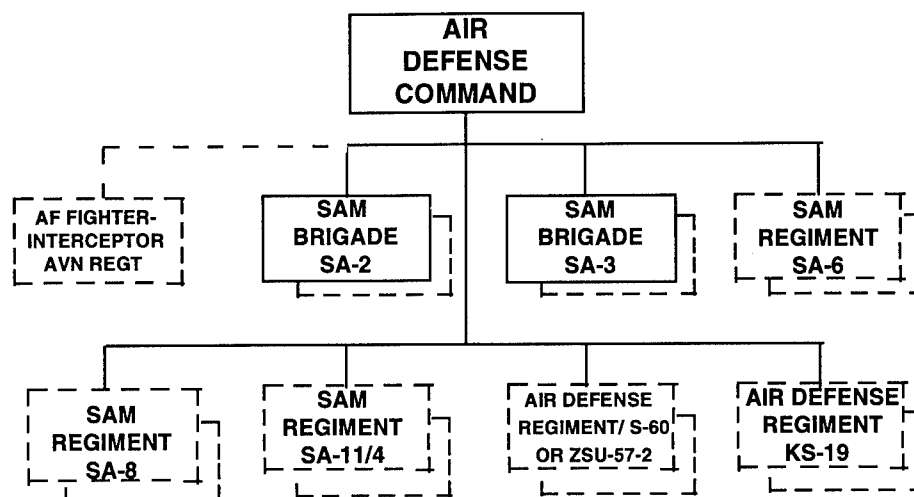 AIR
DEFENSE
COMMAND
AF FIGHTER-
INTERCEPTOR
AVN REGT
SAM
BRIGADE
SA-2
SAM
BRIGADE
SA-3
SAM
REGIMENT
SA-6
SAM
REGIMENT
SA-8
SAM
REGIMENT
SA-11/4
AIR DEFENSE
REGIMENT/ S-60
OR ZSU-57-2
AIR DEFENSE
REGIMENT
KS-19